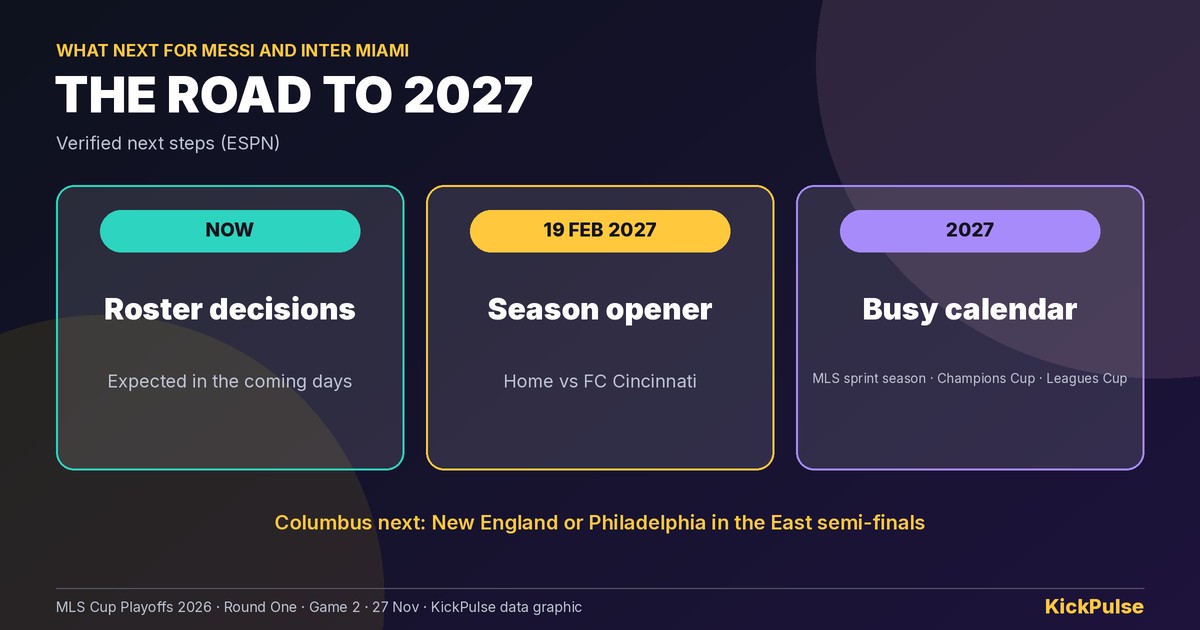 WHAT NEXT FOR MESSI AND INTER MIAMI
THE ROAD TO 2027
Verified next steps (ESPN)
NOW
Roster decisions
Expected in the coming days
19 FEB 2027
Season opener
Home vs FC Cincinnati
2027
Busy calendar
MLS sprint season · Champions Cup · Leagues Cup
Columbus next: New England or Philadelphia in the East semi-finals
MLS Cup Playoffs 2026 · Round One · Game 2 · 27 Nov · KickPulse data graphic
KickPulse